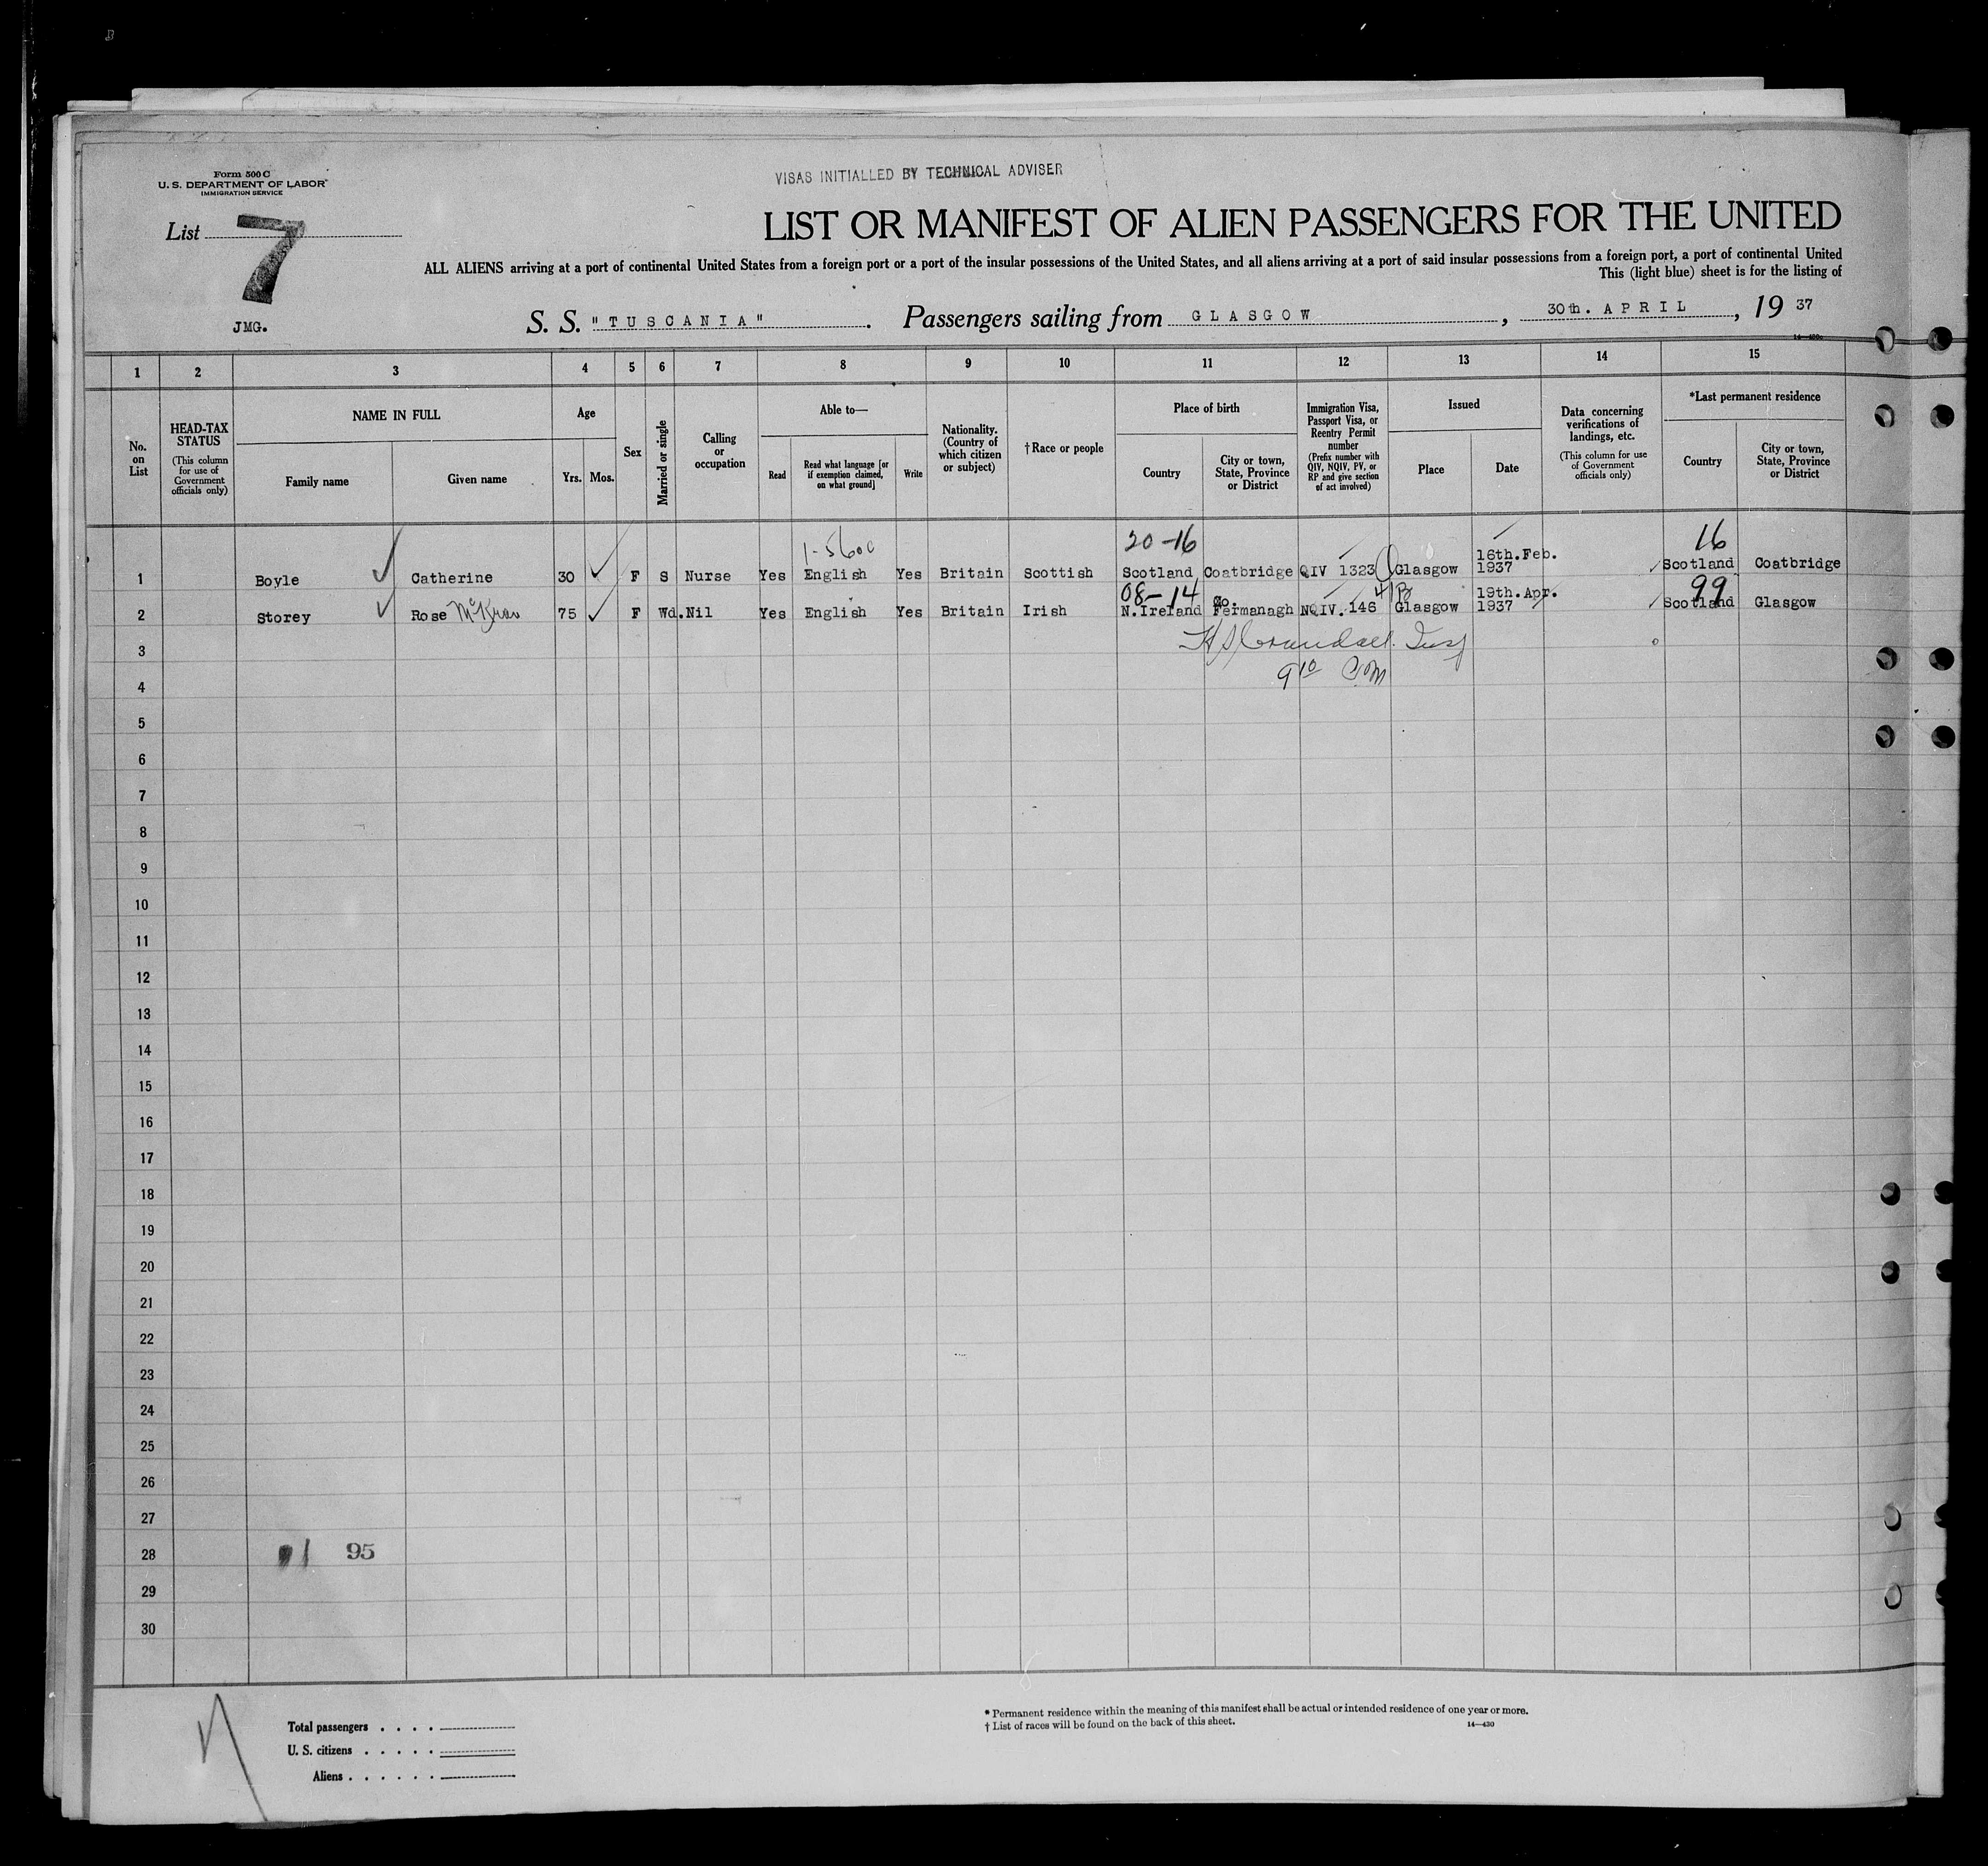 Form 500 C
U. S. DEPARTMENT OF LABOR
IMMIGRATION SERVICE
VISAS INITIALLED BY TECHNICAL ADVISER
List 7
LIST OR MANIFEST OF ALIEN PASSENGERS FOR THE UNITED
ALL ALIENS arriving at a port of continental United States from a foreign port or a port of the insular possessions of the United States, and all aliens arriving at a port of said insular possessions from a foreign port, a port of continental United
This (light blue) sheet is for the listing of
JMG.
S. S. "TUSCANIA". Passengers sailing from GLASGOW, 30th. APRIL, 19 37
14—430c
1 2 3 4 5 6 7 8 9 10 11 12 13 14 15
No. on List
HEAD-TAX STATUS (This column for use of Government officials only)
NAME IN FULL
Family name Given name
Age
Yrs. Mos.
Sex
Married or single
Calling or occupation
Able to—
Read
Read what language [or if exemption claimed, on what ground]
Write
Nationality. (Country of which citizen or subject)
†Race or people
Place of birth
Country
City or town, State, Province or District
Immigration Visa, Passport Visa, or Reentry Permit number (Prefix number with QIV, NQIV, PV, or RP and give section of act involved)
Issued
Place Date
Data concerning verifications of landings, etc. (This column for use of Government officials only)
*Last permanent residence
Country
City or town, State, Province or District
1-5600 20-16 16
1 Boyle Catherine 30 F S Nurse Yes English Yes Britain Scottish Scotland Coatbridge QIV 1323 Glasgow 16th.Feb. 1937 Scotland Coatbridge
08-14 99
2 Storey Rose 75 F Wd. Nil Yes English Yes Britain Irish N.Ireland Co. Fermanagh NQIV.146 Glasgow 19th.Apr. 1937 Scotland Glasgow
3
4
5
6
7
8
9
10
11
12
13
14
15
16
17
18
19
20
21
22
23
24
25
26
27
28 95
29
30
Total passengers . . . .
U. S. citizens . . . . .
Aliens . . . . . .
* Permanent residence within the meaning of this manifest shall be actual or intended residence of one year or more.
† List of races will be found on the back of this sheet.
14—430